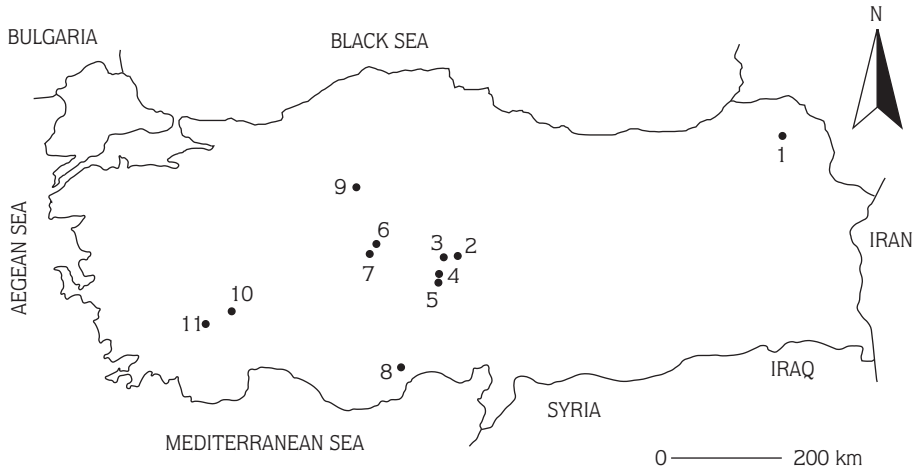 N
BULGARIA
BLACK SEA
1
9
AEGEAN SEA
6
3
2
IRAN
7
4
5
10
11
8
IRAQ
SYRIA
MEDITERRANEAN SEA
0
200 km